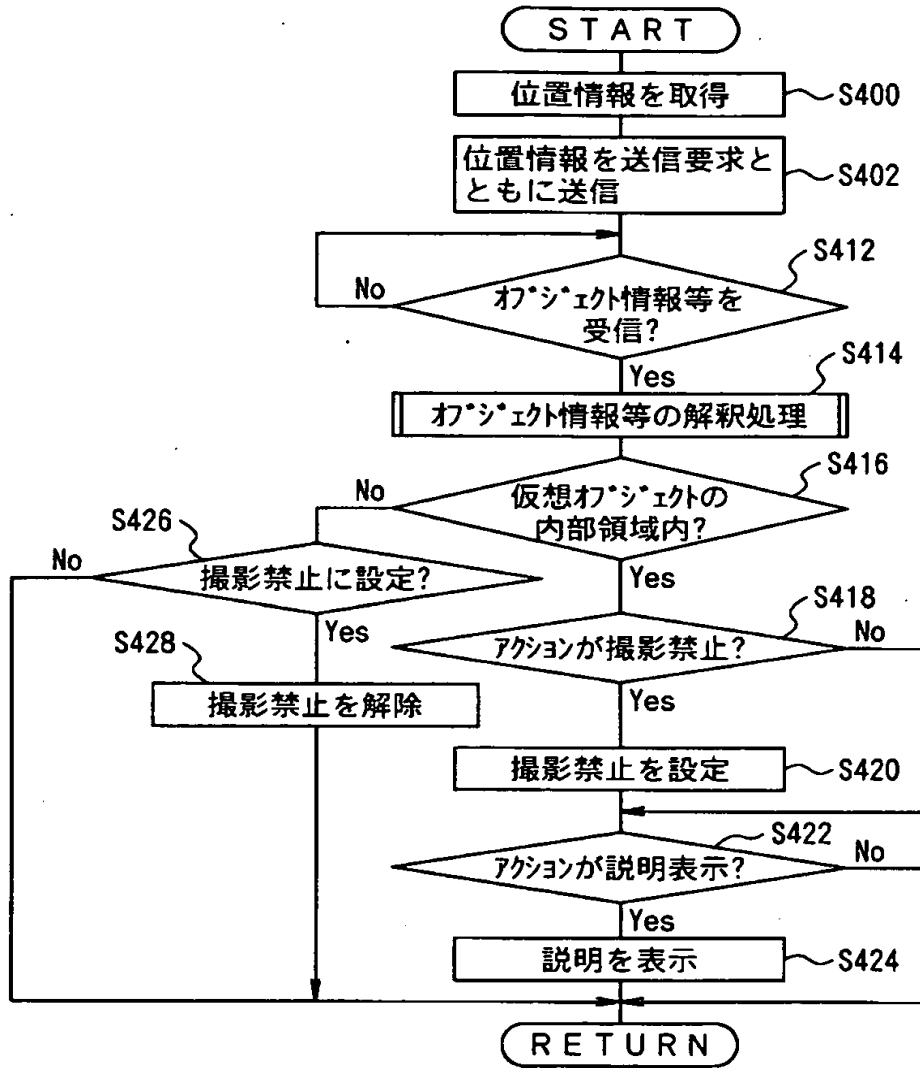 START
位置情報を取得
S400
位置情報を送信要求と
ともに送信
S402
S412
No
オブジェクト情報等を
受信?
Yes
S414
オブジェクト情報等の解釈処理
S416
No
仮想オブジェクトの
内部領域内?
S426
No
撮影禁止に設定?
Yes
S418
No
アクションが撮影禁止?
Yes
S428
撮影禁止を解除
Yes
撮影禁止を設定
S420
S422
アクションが説明表示?
No
Yes
説明を表示
S424
RETURN